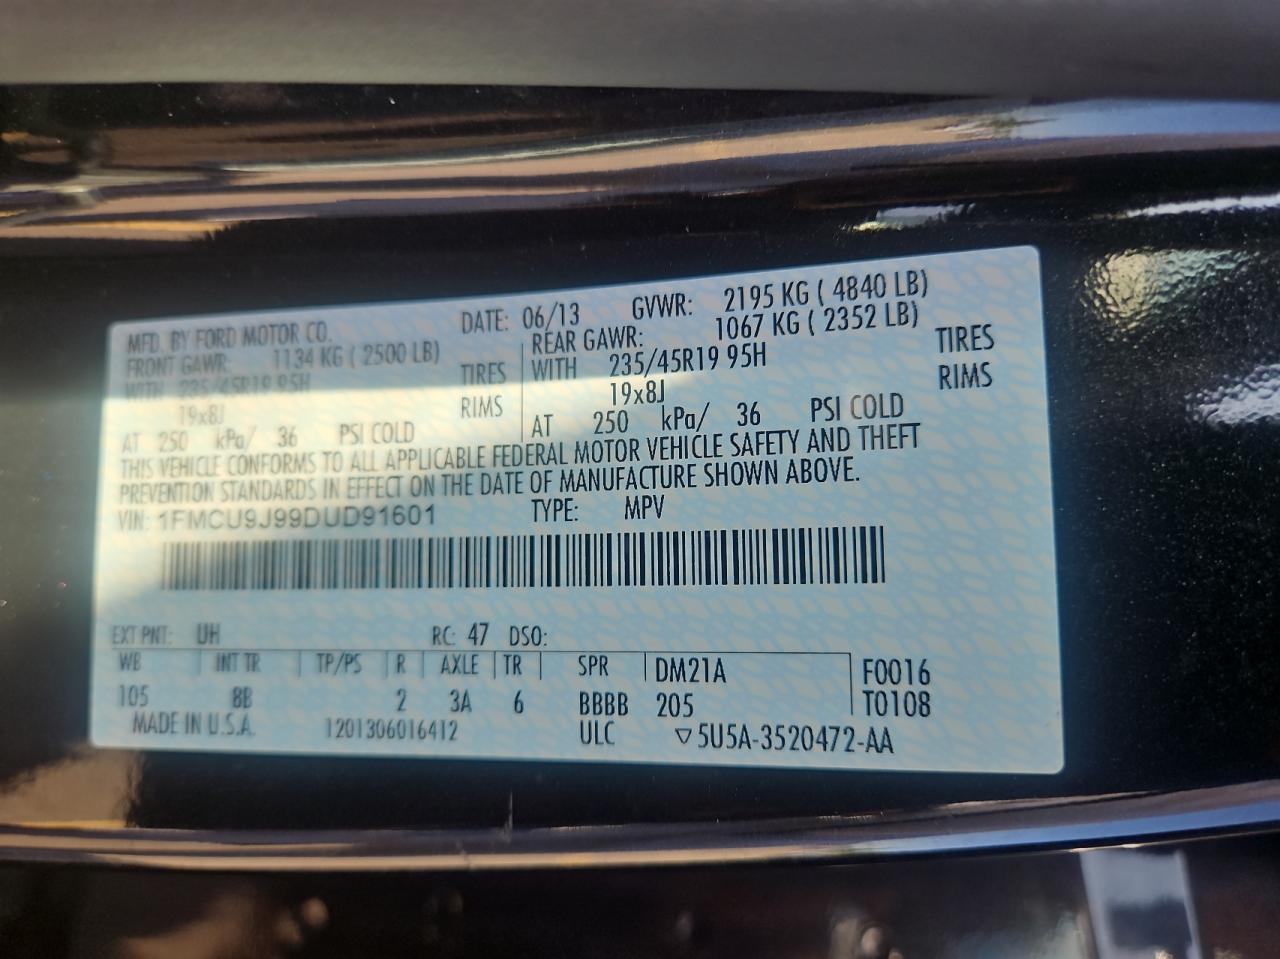 MFD. BY FORD MOTOR CO. DATE: 06/13 GVWR: 2195 KG ( 4840 LB)
FRONT GAWR: 1134 KG ( 2500 LB) REAR GAWR: 1067 KG ( 2352 LB)
WITH 235/45R19 95H TIRES WITH 235/45R19 95H TIRES
19x8J RIMS 19x8J RIMS
AT 250 kPa/ 36 PSI COLD AT 250 kPa/ 36 PSI COLD
THIS VEHICLE CONFORMS TO ALL APPLICABLE FEDERAL MOTOR VEHICLE SAFETY AND THEFT
PREVENTION STANDARDS IN EFFECT ON THE DATE OF MANUFACTURE SHOWN ABOVE.
VIN: 1FMCU9J99DUD91601 TYPE: MPV
EXT PNT: UH RC: 47 DSO:
WB INT TR TP/PS R AXLE TR SPR DM21A F0016
105 8B 2 3A 6 BBBB 205 T0108
MADE IN U.S.A. 1201306016412 ULC ▽5U5A-3520472-AA